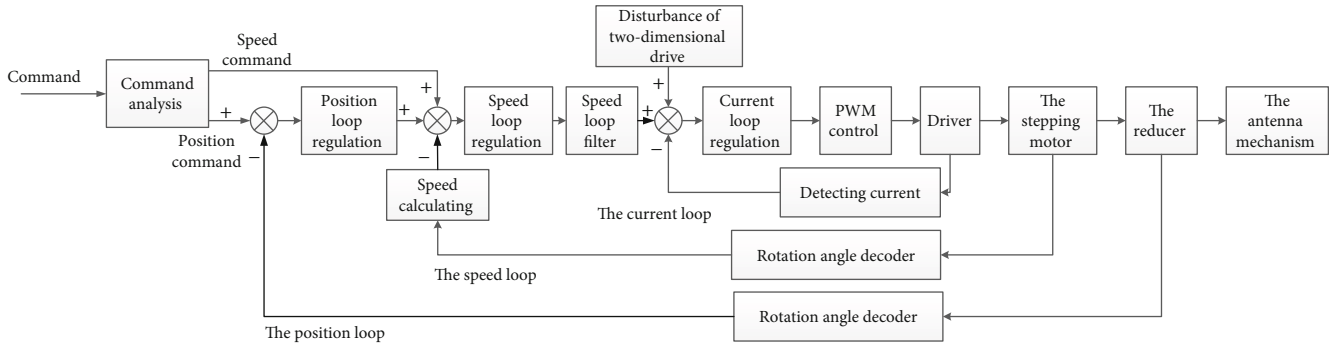 Disturbance of
two-dimensional
drive
Speed
command
Command
Command
analysis
+
Position
command
−
Position
loop
regulation
+
+
−
Speed
loop
regulation
Speed
loop
filter
+
+
−
Current
loop
regulation
PWM
control
Driver
The
stepping
motor
The
reducer
The
antenna
mechanism
Speed
calculating
Detecting current
The current loop
Rotation angle decoder
The speed loop
Rotation angle decoder
The position loop